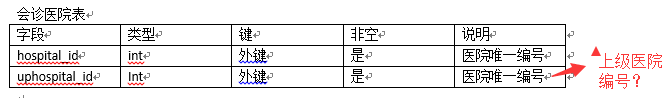 会诊医院表
字段 类型 键 非空 说明
hospital_id int 外键 是 医院唯一编号
uphospital_id Int 外键 是 医院唯一编号
上级医院
编号？